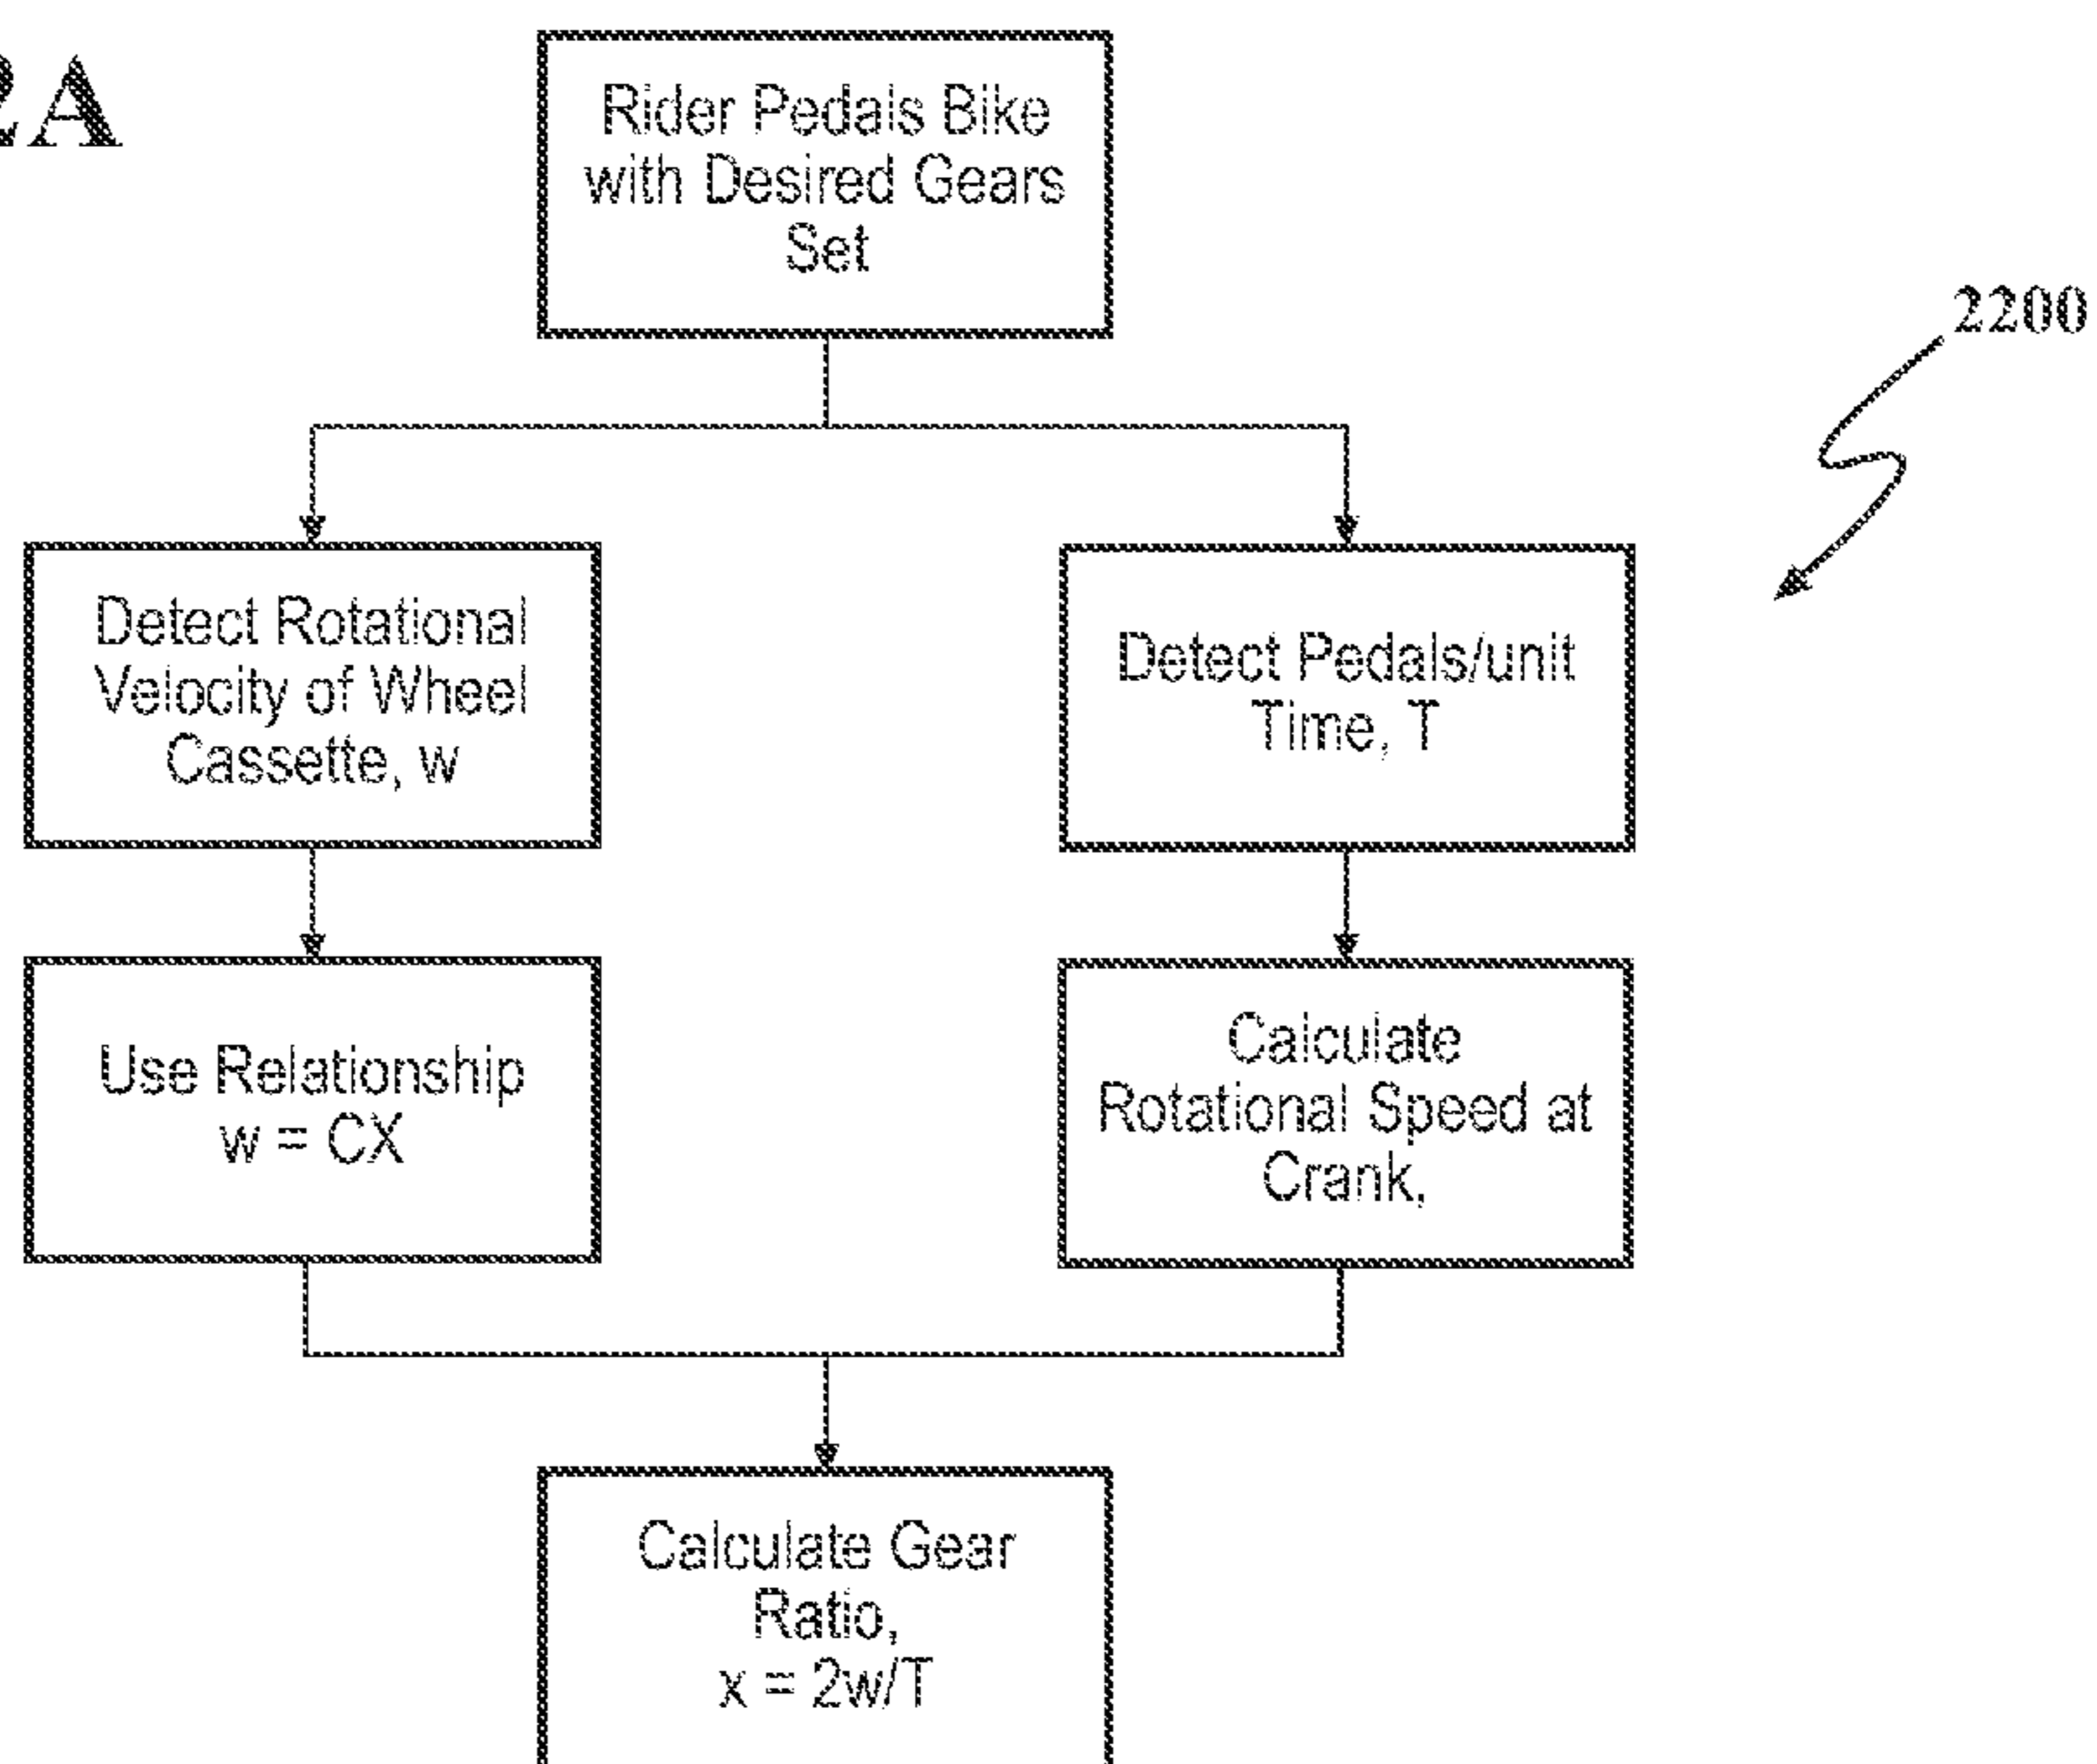 2A
Rider Pedals Bike
with Desired Gears
Set
2200
Detect Rotational
Velocity of Wheel
Cassette, w
Detect Pedals/unit
Time, T
Use Relationship
w = CX
Calculate
Rotational Speed at
Crank,
Calculate Gear
Ratio,
x = 2w/T